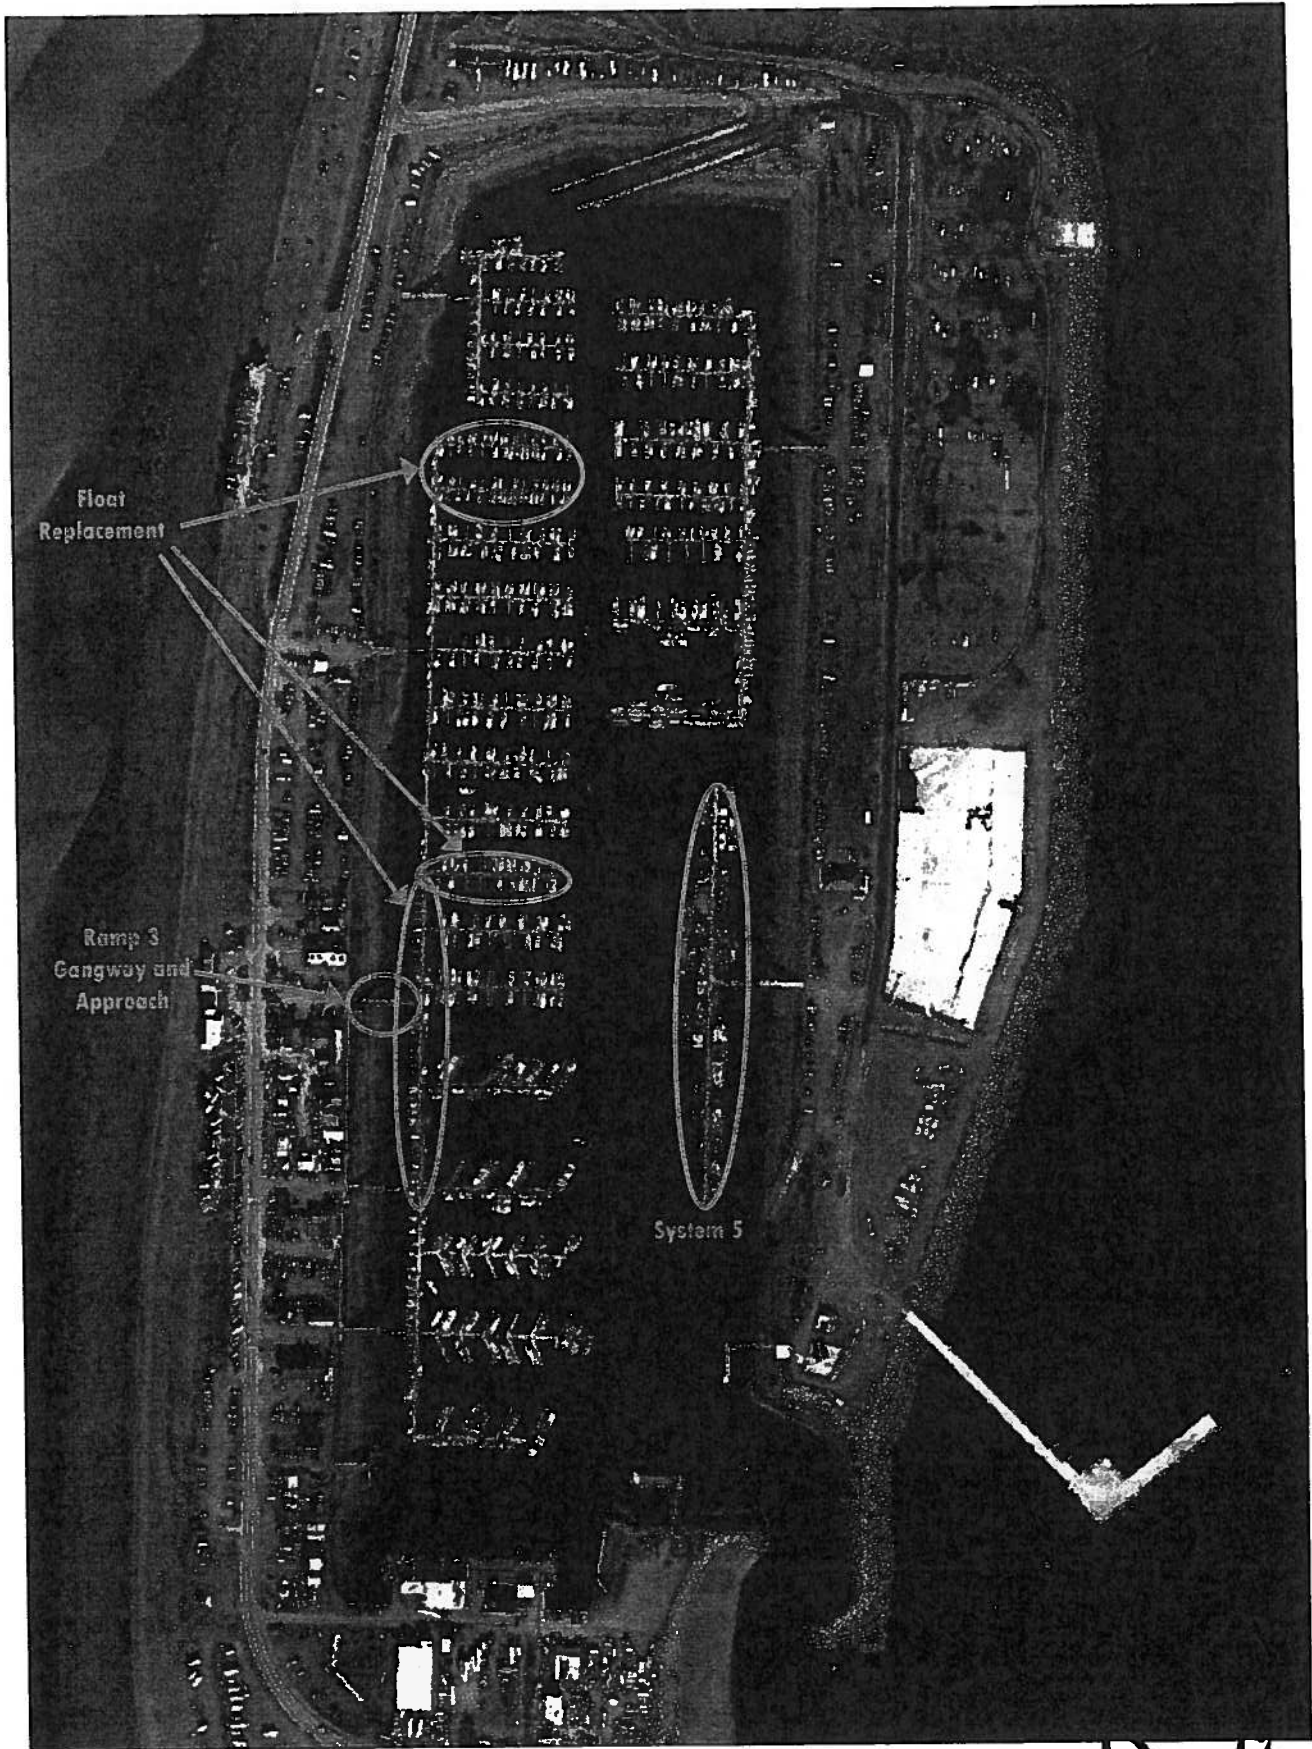 Float
Replacement
Ramp 3
Gangway and
Approach
System 5